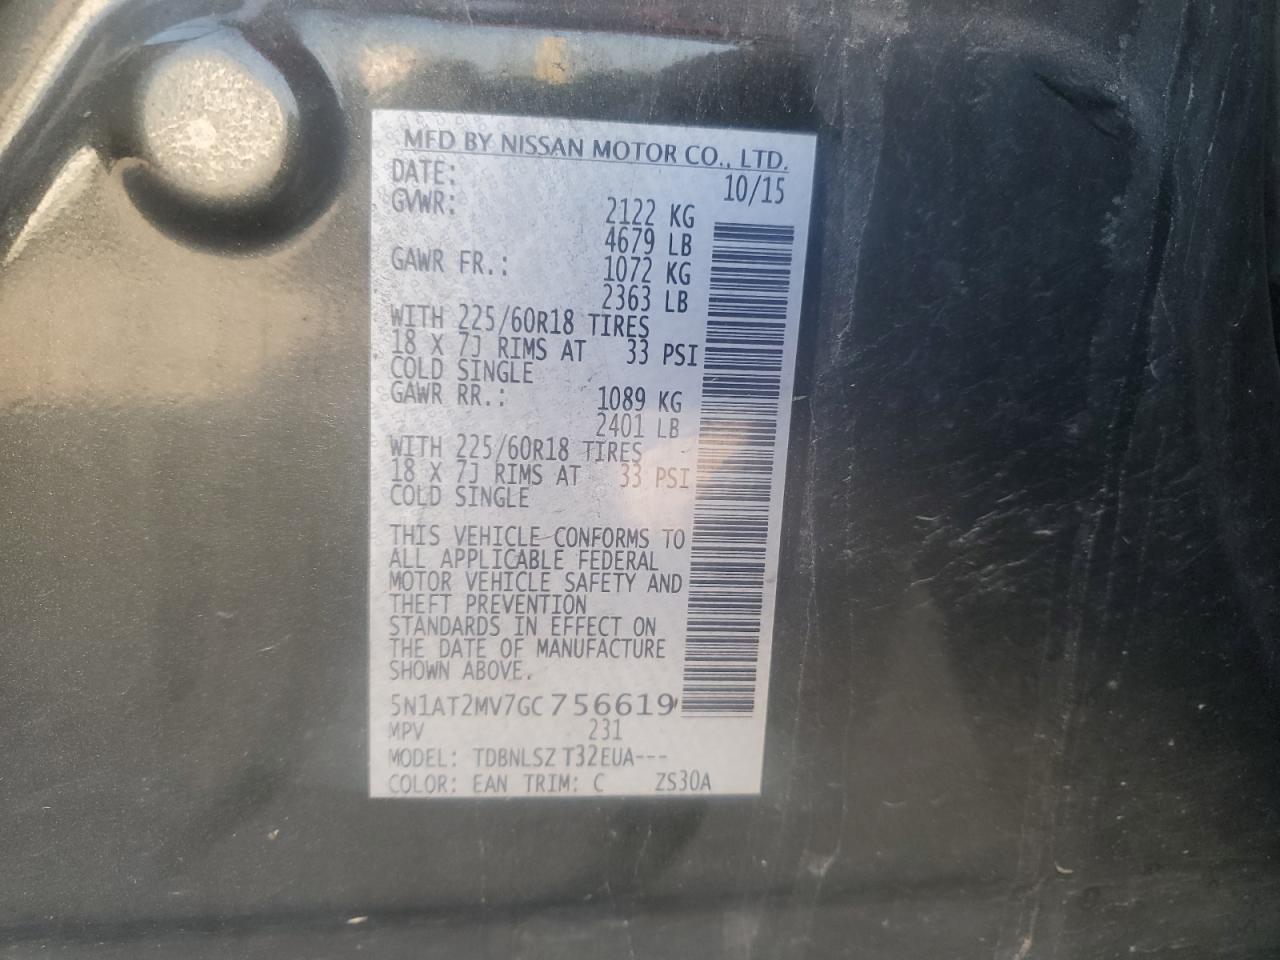 MFD BY NISSAN MOTOR CO., LTD.
DATE: 10/15
GVWR: 2122 KG
4679 LB
GAWR FR.: 1072 KG
2363 LB
WITH 225/60R18 TIRES
18 X 7J RIMS AT 33 PSI
COLD SINGLE
GAWR RR.: 1089 KG
2401 LB
WITH 225/60R18 TIRES
18 X 7J RIMS AT 33 PSI
COLD SINGLE
THIS VEHICLE CONFORMS TO
ALL APPLICABLE FEDERAL
MOTOR VEHICLE SAFETY AND
THEFT PREVENTION
STANDARDS IN EFFECT ON
THE DATE OF MANUFACTURE
SHOWN ABOVE.
5N1AT2MV7GC756619
MPV 231
MODEL: TDBNLSZ T32EUA---
COLOR: EAN TRIM: C ZS30A